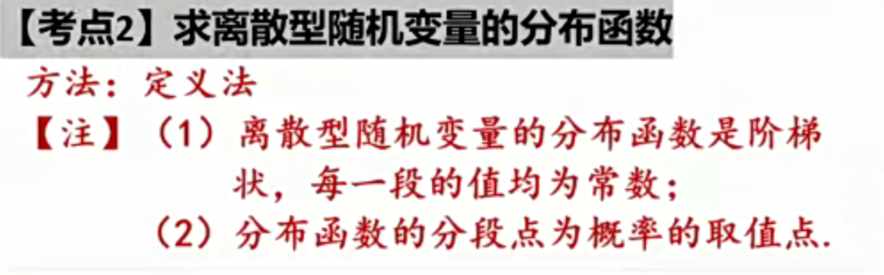 【考点2】求离散型随机变量的分布函数
方法：定义法
【注】（1）离散型随机变量的分布函数是阶梯
状，每一段的值均为常数；
（2）分布函数的分段点为概率的取值点.